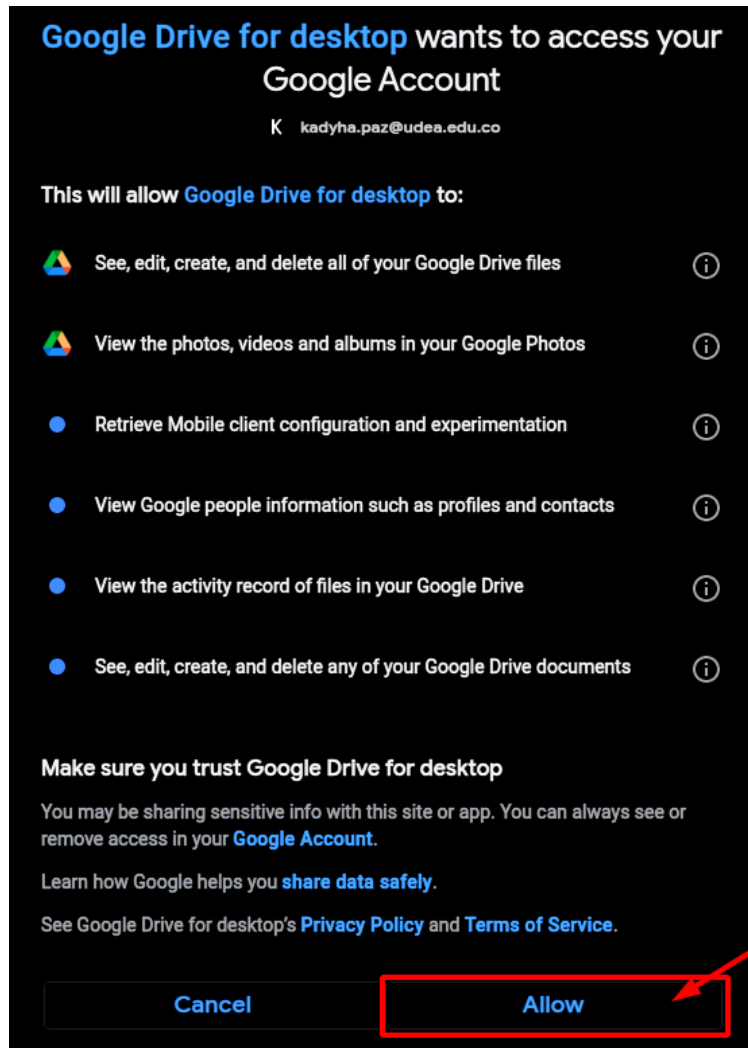 Google Drive for desktop wants to access your
Google Account
K kadyha.paz@udea.edu.co
This will allow Google Drive for desktop to:
See, edit, create, and delete all of your Google Drive files
View the photos, videos and albums in your Google Photos
Retrieve Mobile client configuration and experimentation
View Google people information such as profiles and contacts
View the activity record of files in your Google Drive
See, edit, create, and delete any of your Google Drive documents
Make sure you trust Google Drive for desktop
You may be sharing sensitive info with this site or app. You can always see or
remove access in your Google Account.
Learn how Google helps you share data safely.
See Google Drive for desktop's Privacy Policy and Terms of Service.
Cancel Allow